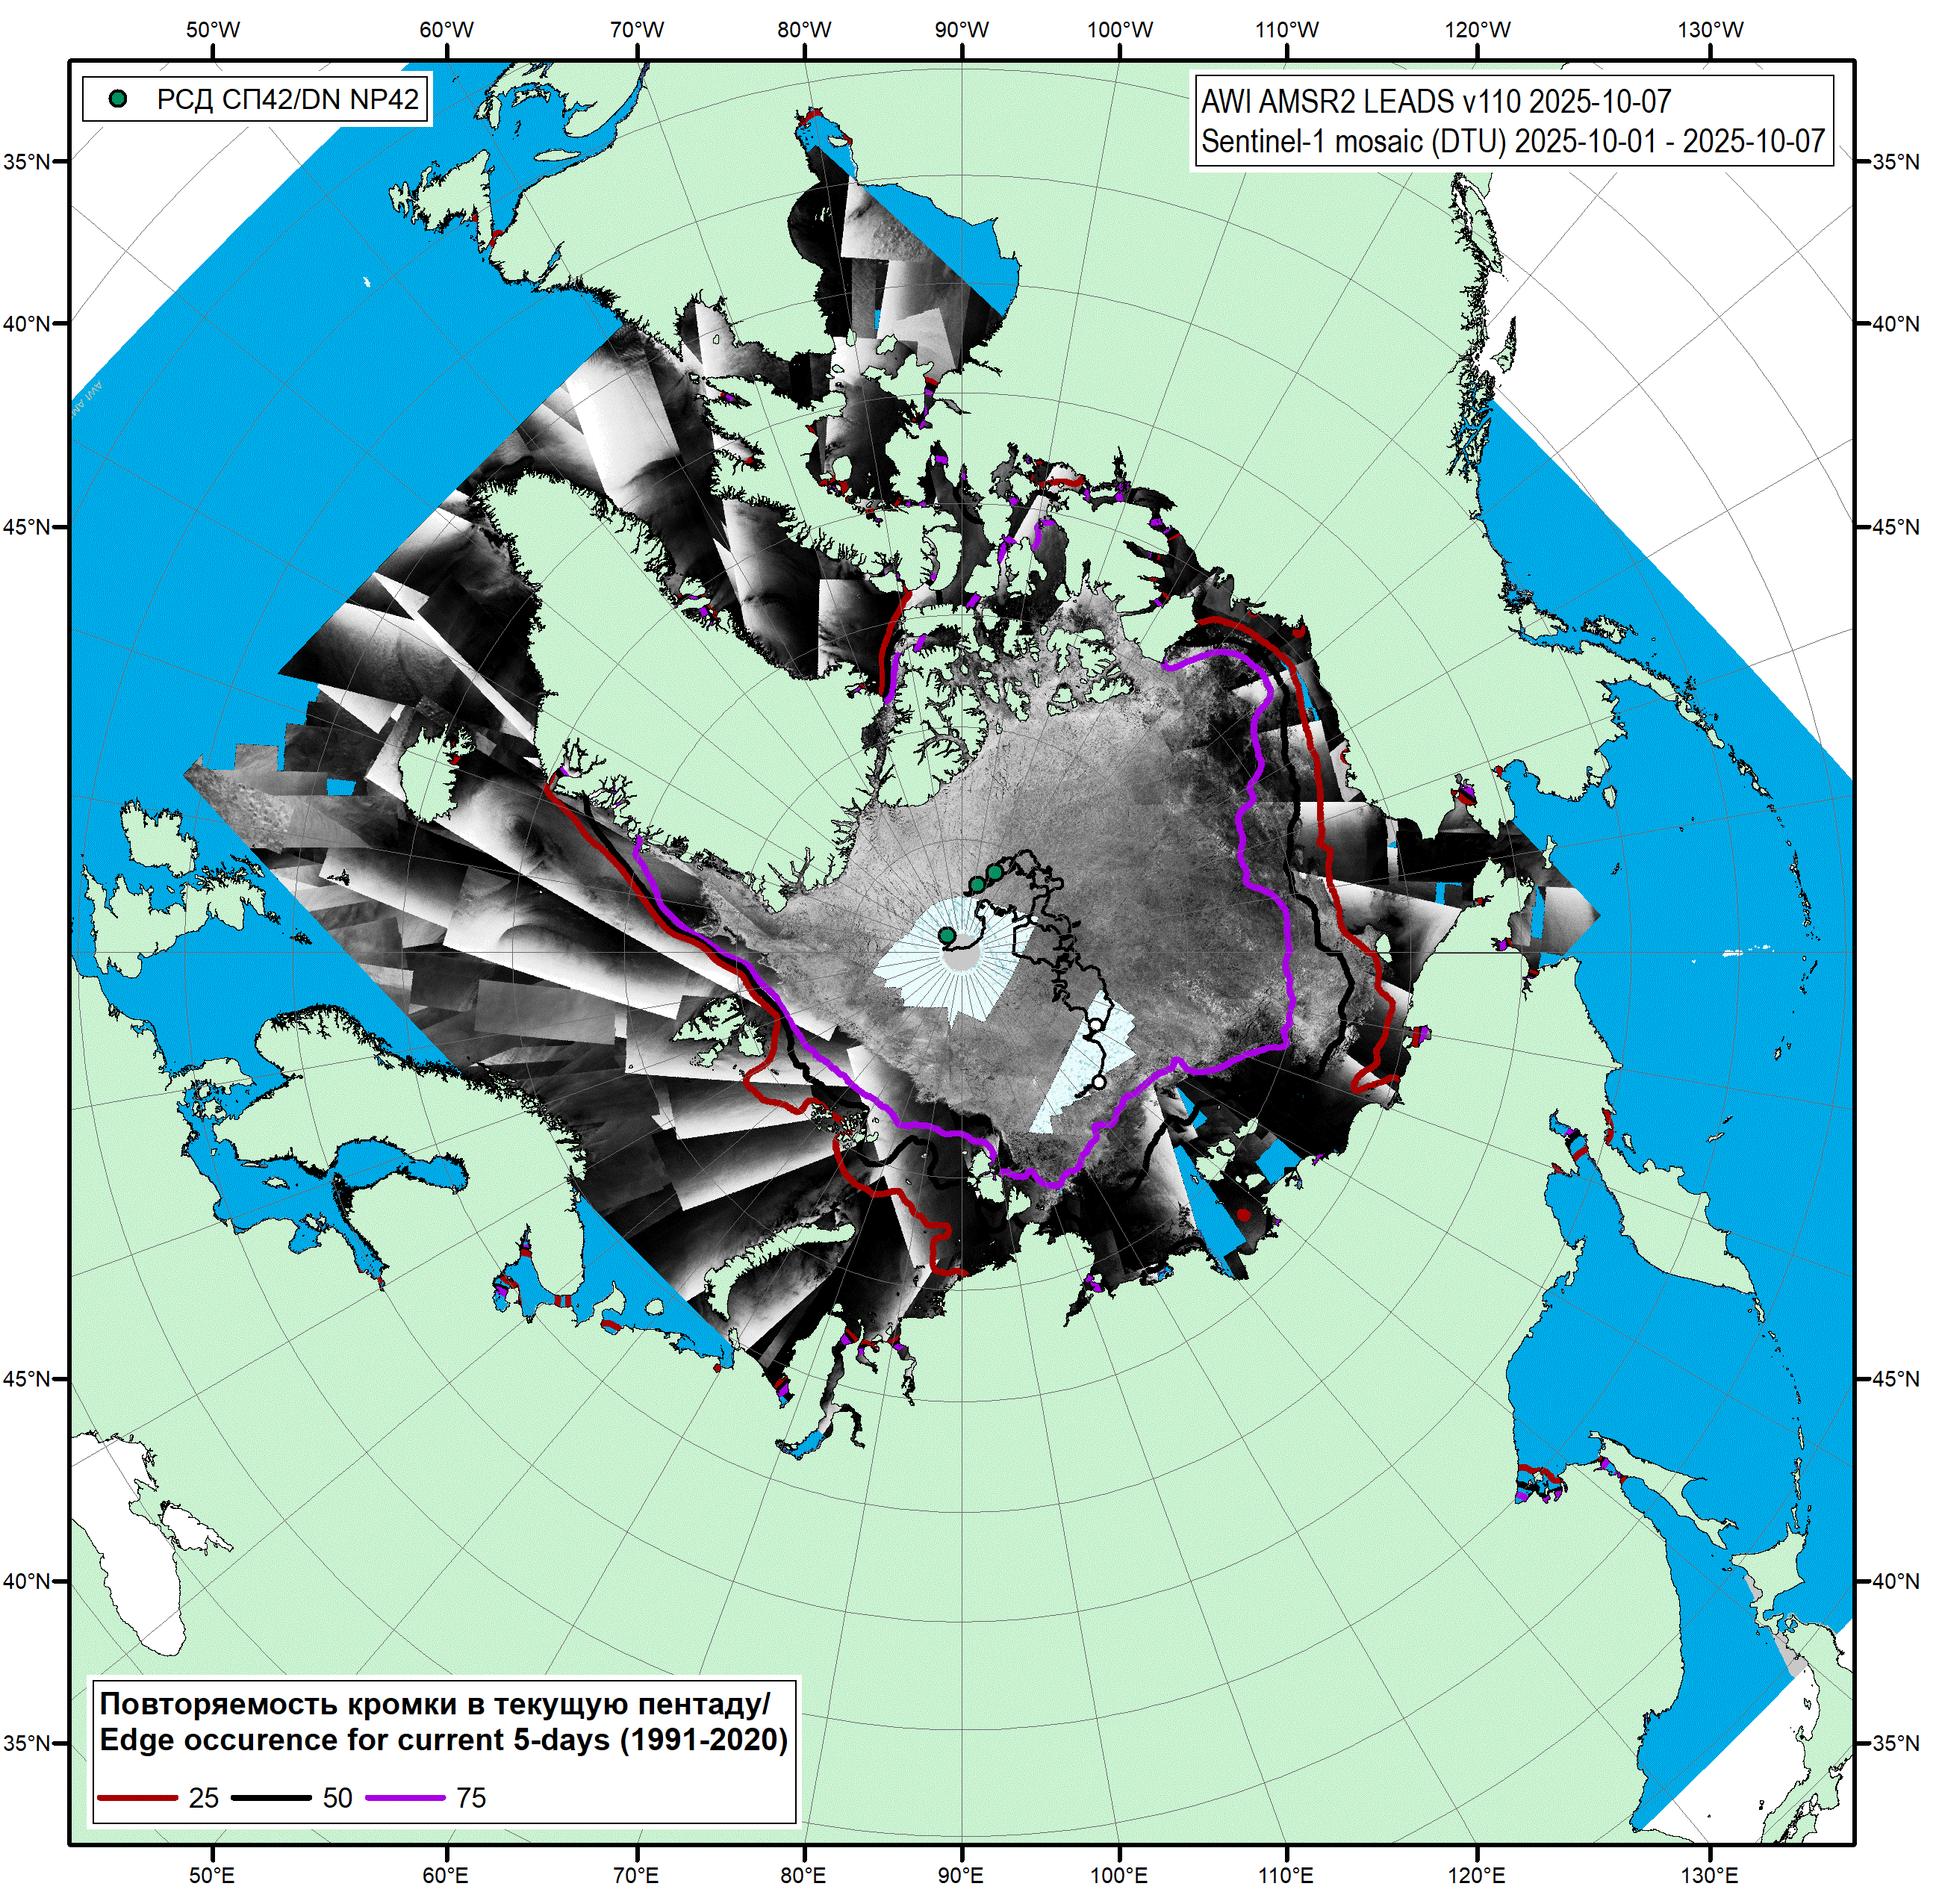 50°W 60°W 70°W 80°W 90°W 100°W 110°W 120°W 130°W
РСД СП42/DN NP42
AWI AMSR2 LEADS v110 2025-10-07
Sentinel-1 mosaic (DTU) 2025-10-01 - 2025-10-07
35°N 35°N
40°N 40°N
45°N 45°N
45°N 45°N
40°N 40°N
35°N 35°N
Повторяемость кромки в текущую пентаду/
Edge occurence for current 5-days (1991-2020)
25 50 75
50°E 60°E 70°E 80°E 90°E 100°E 110°E 120°E 130°E